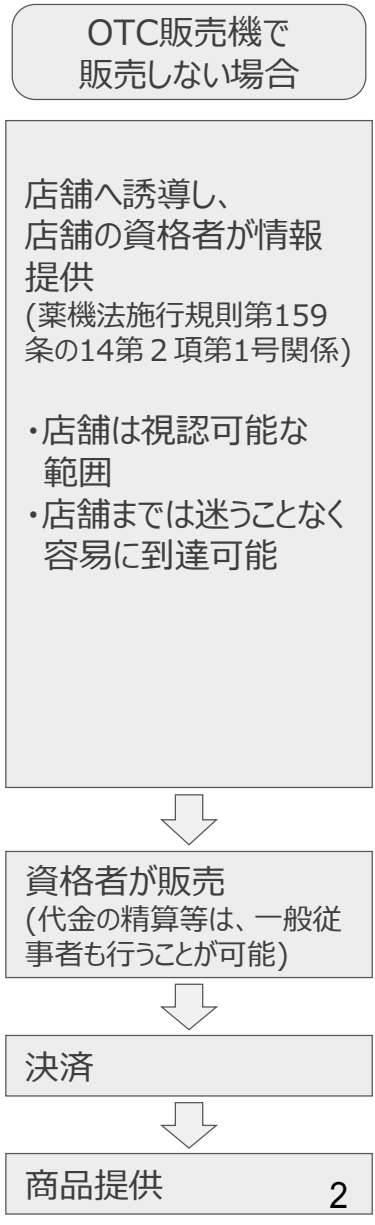 OTC販売機で
販売しない場合
店舗へ誘導し、
店舗の資格者が情報
提供
(薬機法施行規則第159
条の14第２項第1号関係)
・店舗は視認可能な
範囲
・店舗までは迷うことなく
容易に到達可能
資格者が販売
(代金の精算等は、一般従
事者も行うことが可能)
決済
商品提供
2